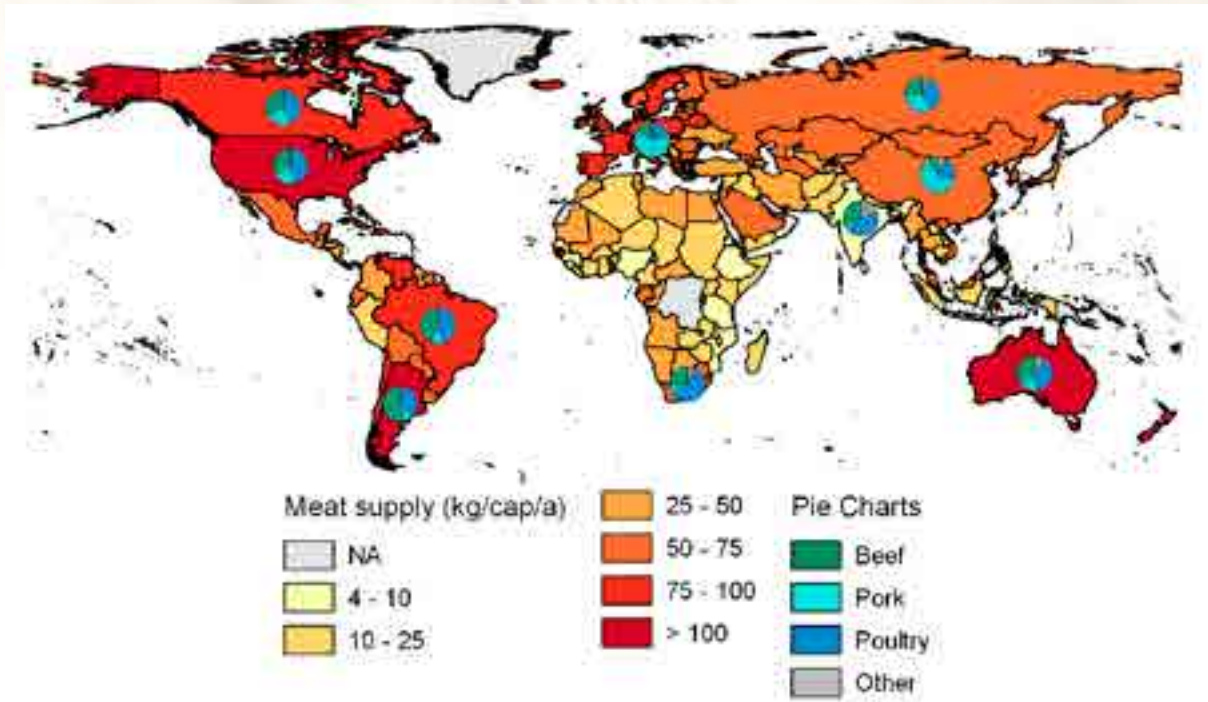 Meat supply (kg/cap/a)
NA
4 - 10
10 - 25
25 - 50
50 - 75
75 - 100
> 100
Pie Charts
Beef
Pork
Poultry
Other